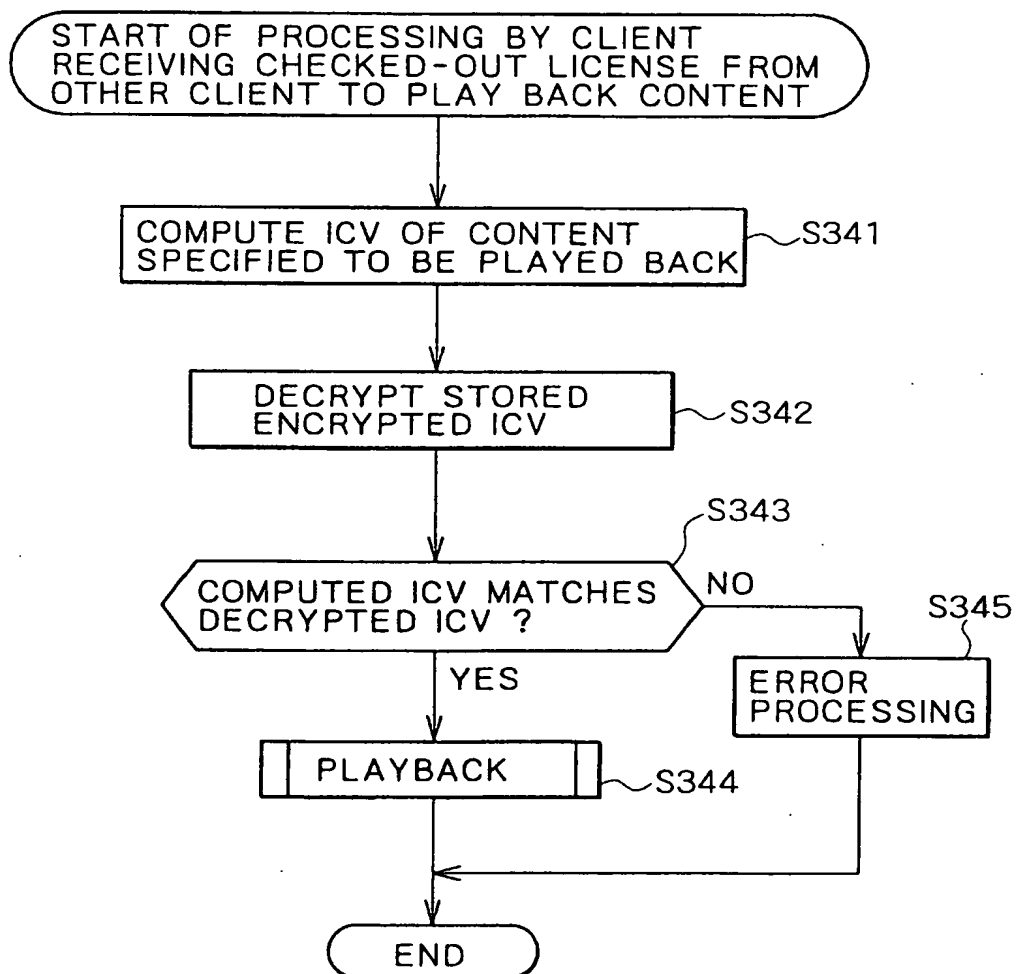 START OF PROCESSING BY CLIENT
RECEIVING CHECKED-OUT LICENSE FROM
OTHER CLIENT TO PLAY BACK CONTENT
COMPUTE ICV OF CONTENT
SPECIFIED TO BE PLAYED BACK
S341
DECRYPT STORED
ENCRYPTED ICV
S342
S343
COMPUTED ICV MATCHES
DECRYPTED ICV ?
NO
YES
S345
ERROR
PROCESSING
PLAYBACK
S344
END